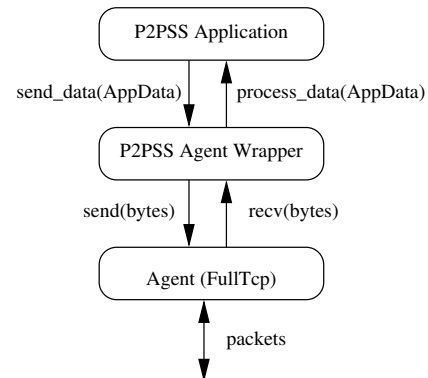 P2PSS Application
send_data(AppData)
process_data(AppData)
P2PSS Agent Wrapper
send(bytes)
recv(bytes)
Agent (FullTcp)
packets